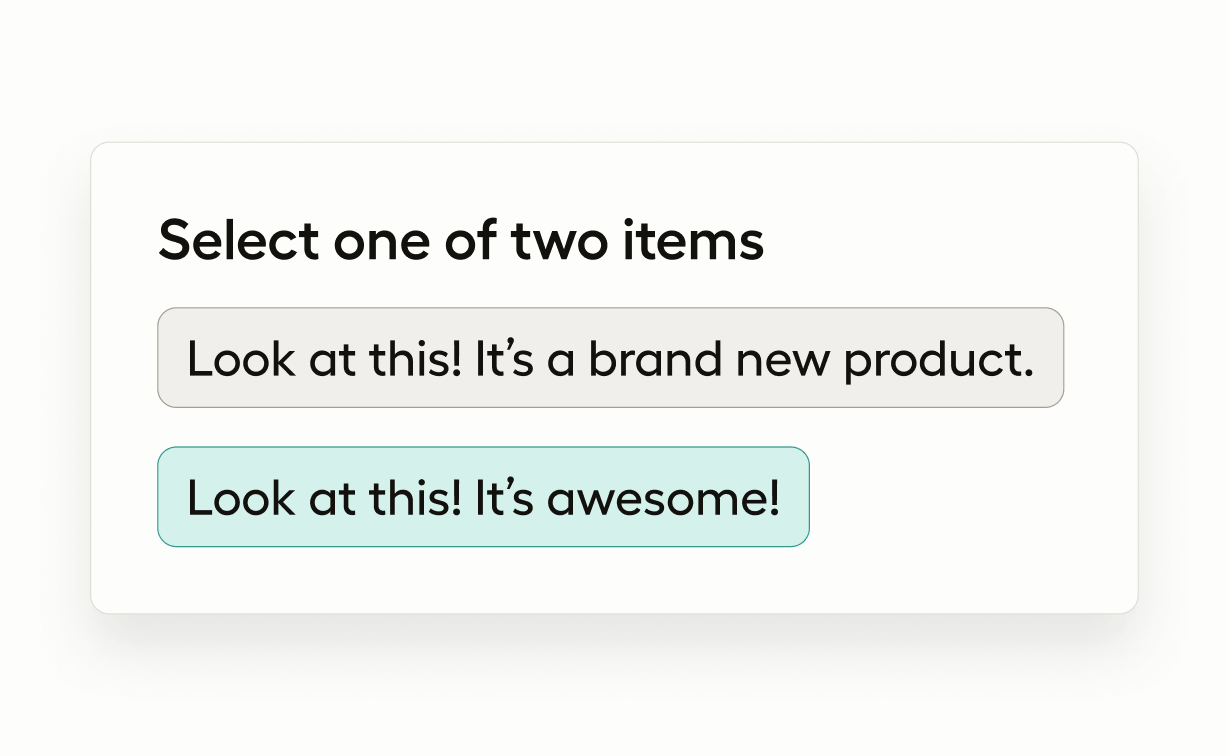 Select one of two items
Look at this! It’s a brand new product.
Look at this! It’s awesome!